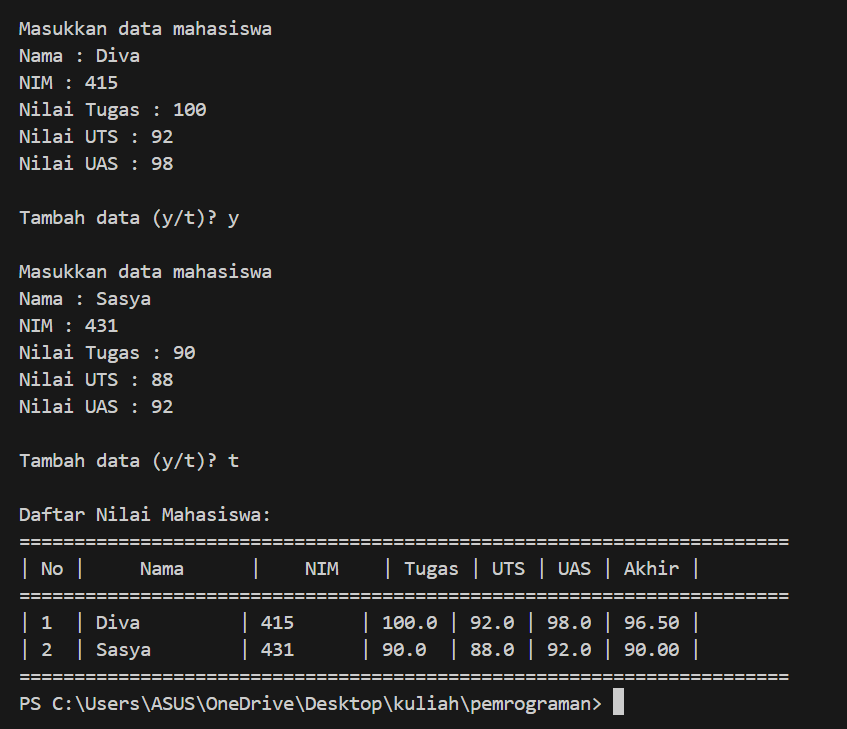 Masukkan data mahasiswa
Nama : Diva
NIM : 415
Nilai Tugas : 100
Nilai UTS : 92
Nilai UAS : 98
Tambah data (y/t)? y
Masukkan data mahasiswa
Nama : Sasya
NIM : 431
Nilai Tugas : 90
Nilai UTS : 88
Nilai UAS : 92
Tambah data (y/t)? t
Daftar Nilai Mahasiswa:
======================================================================
| No |     Nama      |    NIM    | Tugas | UTS | UAS | Akhir |
======================================================================
| 1  | Diva         | 415      | 100.0 | 92.0 | 98.0 | 96.50 |
| 2  | Sasya        | 431      | 90.0  | 88.0 | 92.0 | 90.00 |
======================================================================
PS C:\Users\ASUS\OneDrive\Desktop\kuliah\pemrograman>